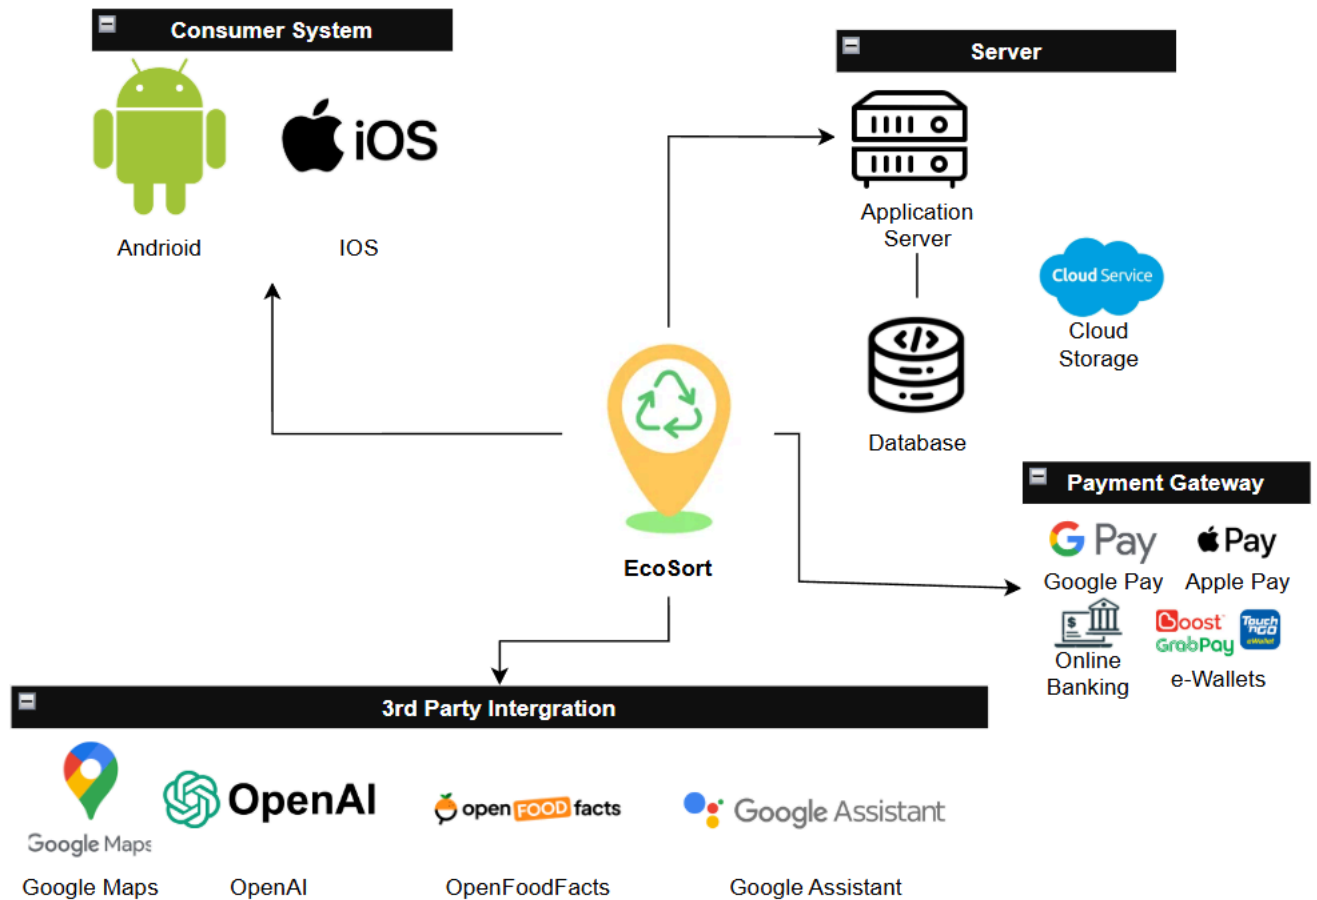 Consumer System
iOS
Andrioid
IOS
Server
Application
Server
Cloud Service
Cloud
Storage
</>
Database
EcoSort
Payment Gateway
G Pay
Pay
Google Pay
Apple Pay
$
Boost
GrabPay
Touch
nGO
eWallet
Online
Banking
e-Wallets
3rd Party Intergration
Google Maps
OpenAI
open FOOD facts
Google Assistant
Google Maps
OpenAI
OpenFoodFacts
Google Assistant